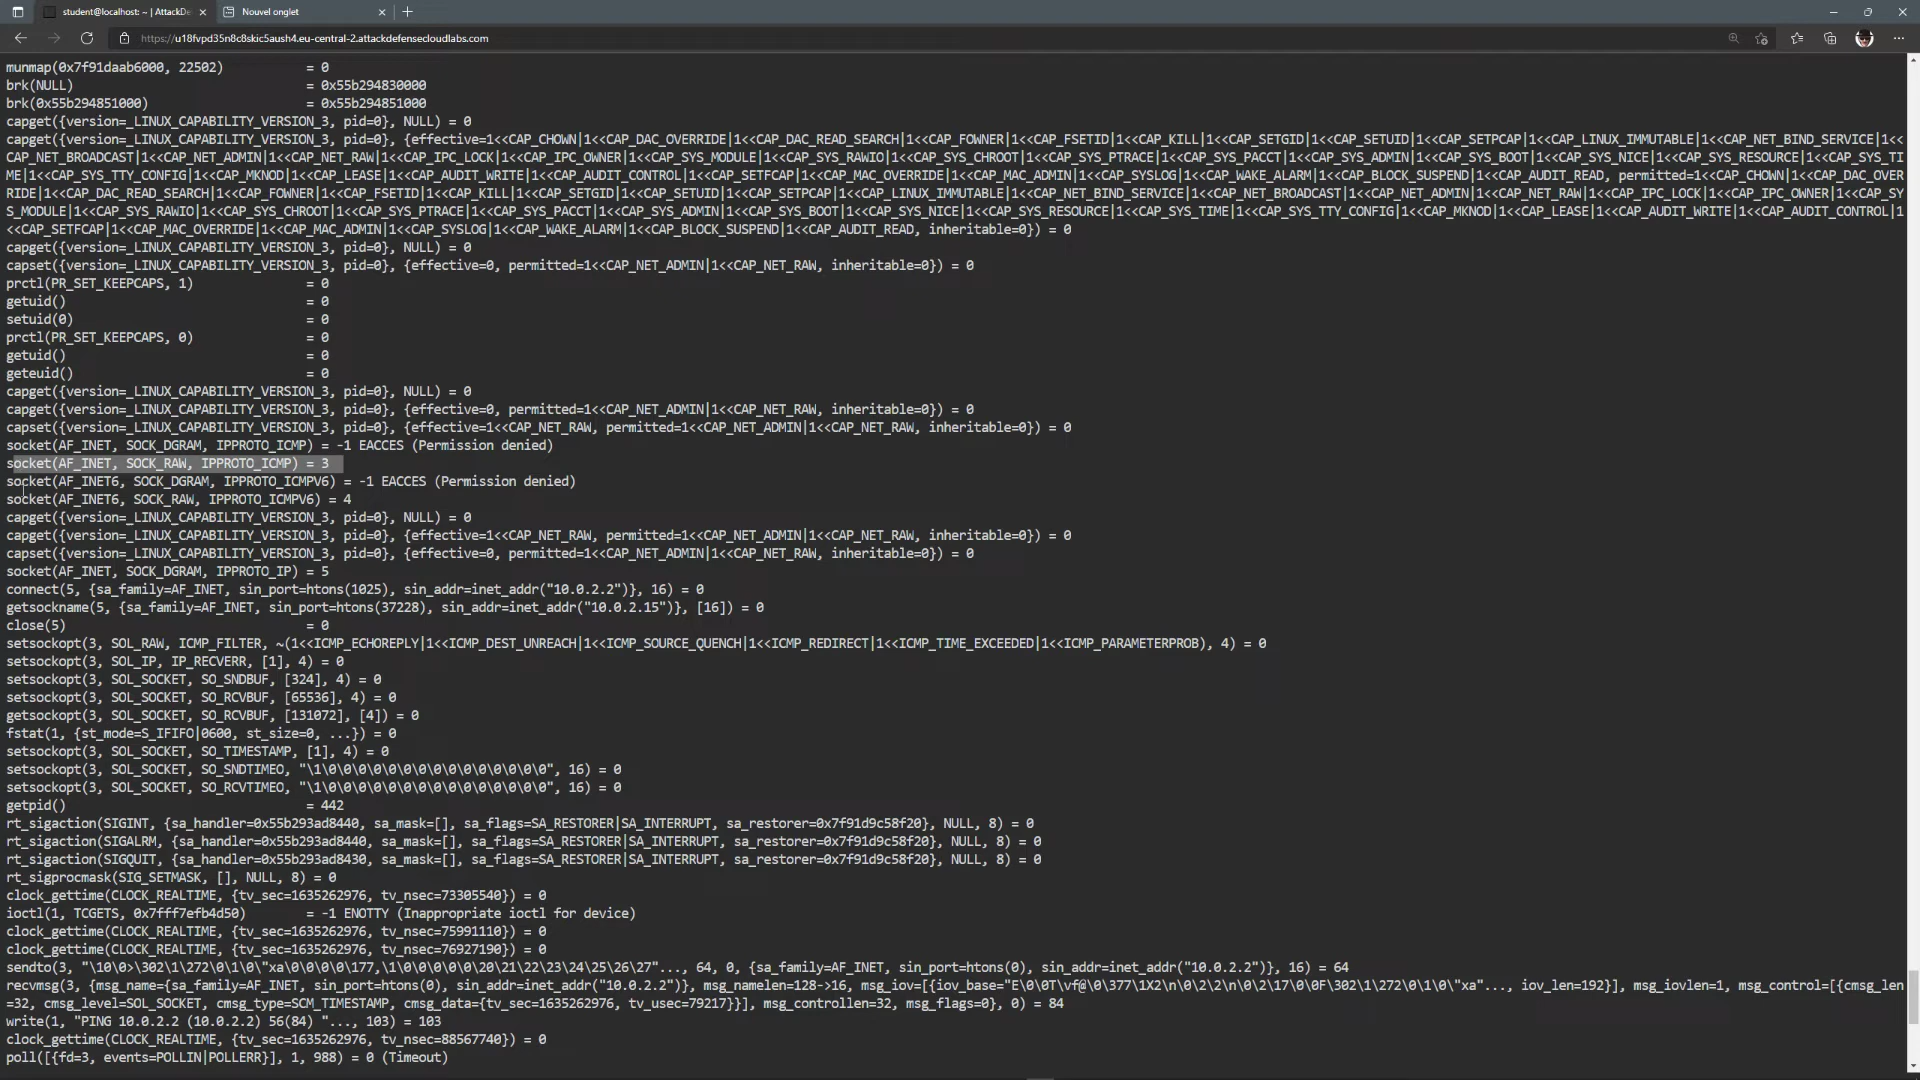 student@localhost: ~ | AttackDe
Nouvel onglet
https://u18fvpd35n8c8skic5aush4.eu-central-2.attackdefensecloudlabs.com
munmap(0x7f91daab6000, 22502)           = 0
brk(NULL)                               = 0x55b294830000
brk(0x55b294851000)                     = 0x55b294851000
capget({version=_LINUX_CAPABILITY_VERSION_3, pid=0}, NULL) = 0
capget({version=_LINUX_CAPABILITY_VERSION_3, pid=0}, {effective=1<<CAP_CHOWN|1<<CAP_DAC_OVERRIDE|1<<CAP_DAC_READ_SEARCH|1<<CAP_FOWNER|1<<CAP_FSETID|1<<CAP_KILL|1<<CAP_SETGID|1<<CAP_SETUID|1<<CAP_SETPCAP|1<<CAP_LINUX_IMMUTABLE|1<<CAP_NET_BIND_SERVICE|1<<
CAP_NET_BROADCAST|1<<CAP_NET_ADMIN|1<<CAP_NET_RAW|1<<CAP_IPC_LOCK|1<<CAP_IPC_OWNER|1<<CAP_SYS_MODULE|1<<CAP_SYS_RAWIO|1<<CAP_SYS_CHROOT|1<<CAP_SYS_PTRACE|1<<CAP_SYS_PACCT|1<<CAP_SYS_ADMIN|1<<CAP_SYS_BOOT|1<<CAP_SYS_NICE|1<<CAP_SYS_RESOURCE|1<<CAP_SYS_TI
ME|1<<CAP_SYS_TTY_CONFIG|1<<CAP_MKNOD|1<<CAP_LEASE|1<<CAP_AUDIT_WRITE|1<<CAP_AUDIT_CONTROL|1<<CAP_SETFCAP|1<<CAP_MAC_OVERRIDE|1<<CAP_MAC_ADMIN|1<<CAP_SYSLOG|1<<CAP_WAKE_ALARM|1<<CAP_BLOCK_SUSPEND|1<<CAP_AUDIT_READ, permitted=1<<CAP_CHOWN|1<<CAP_DAC_OVER
RIDE|1<<CAP_DAC_READ_SEARCH|1<<CAP_FOWNER|1<<CAP_FSETID|1<<CAP_KILL|1<<CAP_SETGID|1<<CAP_SETUID|1<<CAP_SETPCAP|1<<CAP_LINUX_IMMUTABLE|1<<CAP_NET_BIND_SERVICE|1<<CAP_NET_BROADCAST|1<<CAP_NET_ADMIN|1<<CAP_NET_RAW|1<<CAP_IPC_LOCK|1<<CAP_IPC_OWNER|1<<CAP_SY
S_MODULE|1<<CAP_SYS_RAWIO|1<<CAP_SYS_CHROOT|1<<CAP_SYS_PTRACE|1<<CAP_SYS_PACCT|1<<CAP_SYS_ADMIN|1<<CAP_SYS_BOOT|1<<CAP_SYS_NICE|1<<CAP_SYS_RESOURCE|1<<CAP_SYS_TIME|1<<CAP_SYS_TTY_CONFIG|1<<CAP_MKNOD|1<<CAP_LEASE|1<<CAP_AUDIT_WRITE|1<<CAP_AUDIT_CONTROL|1
<<CAP_SETFCAP|1<<CAP_MAC_OVERRIDE|1<<CAP_MAC_ADMIN|1<<CAP_SYSLOG|1<<CAP_WAKE_ALARM|1<<CAP_BLOCK_SUSPEND|1<<CAP_AUDIT_READ, inheritable=0}) = 0
capget({version=_LINUX_CAPABILITY_VERSION_3, pid=0}, NULL) = 0
capset({version=_LINUX_CAPABILITY_VERSION_3, pid=0}, {effective=0, permitted=1<<CAP_NET_ADMIN|1<<CAP_NET_RAW, inheritable=0}) = 0
prctl(PR_SET_KEEPCAPS, 1)               = 0
getuid()                                = 0
setuid(0)                               = 0
prctl(PR_SET_KEEPCAPS, 0)               = 0
getuid()                                = 0
geteuid()                               = 0
capget({version=_LINUX_CAPABILITY_VERSION_3, pid=0}, NULL) = 0
capget({version=_LINUX_CAPABILITY_VERSION_3, pid=0}, {effective=0, permitted=1<<CAP_NET_ADMIN|1<<CAP_NET_RAW, inheritable=0}) = 0
capset({version=_LINUX_CAPABILITY_VERSION_3, pid=0}, {effective=1<<CAP_NET_RAW, permitted=1<<CAP_NET_ADMIN|1<<CAP_NET_RAW, inheritable=0}) = 0
socket(AF_INET, SOCK_DGRAM, IPPROTO_ICMP) = -1 EACCES (Permission denied)
socket(AF_INET, SOCK_RAW, IPPROTO_ICMP) = 3
socket(AF_INET6, SOCK_DGRAM, IPPROTO_ICMPV6) = -1 EACCES (Permission denied)
socket(AF_INET6, SOCK_RAW, IPPROTO_ICMPV6) = 4
capget({version=_LINUX_CAPABILITY_VERSION_3, pid=0}, NULL) = 0
capget({version=_LINUX_CAPABILITY_VERSION_3, pid=0}, {effective=1<<CAP_NET_RAW, permitted=1<<CAP_NET_ADMIN|1<<CAP_NET_RAW, inheritable=0}) = 0
capset({version=_LINUX_CAPABILITY_VERSION_3, pid=0}, {effective=0, permitted=1<<CAP_NET_ADMIN|1<<CAP_NET_RAW, inheritable=0}) = 0
socket(AF_INET, SOCK_DGRAM, IPPROTO_IP) = 5
connect(5, {sa_family=AF_INET, sin_port=htons(1025), sin_addr=inet_addr("10.0.2.2")}, 16) = 0
getsockname(5, {sa_family=AF_INET, sin_port=htons(37228), sin_addr=inet_addr("10.0.2.15")}, [16]) = 0
close(5)                                = 0
setsockopt(3, SOL_RAW, ICMP_FILTER, ~(1<<ICMP_ECHOREPLY|1<<ICMP_DEST_UNREACH|1<<ICMP_SOURCE_QUENCH|1<<ICMP_REDIRECT|1<<ICMP_TIME_EXCEEDED|1<<ICMP_PARAMETERPROB), 4) = 0
setsockopt(3, SOL_IP, IP_RECVERR, [1], 4) = 0
setsockopt(3, SOL_SOCKET, SO_SNDBUF, [324], 4) = 0
setsockopt(3, SOL_SOCKET, SO_RCVBUF, [65536], 4) = 0
getsockopt(3, SOL_SOCKET, SO_RCVBUF, [131072], [4]) = 0
fstat(1, {st_mode=S_IFIFO|0600, st_size=0, ...}) = 0
setsockopt(3, SOL_SOCKET, SO_TIMESTAMP, [1], 4) = 0
setsockopt(3, SOL_SOCKET, SO_SNDTIMEO, "\1\0\0\0\0\0\0\0\0\0\0\0\0\0\0\0", 16) = 0
setsockopt(3, SOL_SOCKET, SO_RCVTIMEO, "\1\0\0\0\0\0\0\0\0\0\0\0\0\0\0\0", 16) = 0
getpid()                                = 442
rt_sigaction(SIGINT, {sa_handler=0x55b293ad8440, sa_mask=[], sa_flags=SA_RESTORER|SA_INTERRUPT, sa_restorer=0x7f91d9c58f20}, NULL, 8) = 0
rt_sigaction(SIGALRM, {sa_handler=0x55b293ad8440, sa_mask=[], sa_flags=SA_RESTORER|SA_INTERRUPT, sa_restorer=0x7f91d9c58f20}, NULL, 8) = 0
rt_sigaction(SIGQUIT, {sa_handler=0x55b293ad8430, sa_mask=[], sa_flags=SA_RESTORER|SA_INTERRUPT, sa_restorer=0x7f91d9c58f20}, NULL, 8) = 0
rt_sigprocmask(SIG_SETMASK, [], NULL, 8) = 0
clock_gettime(CLOCK_REALTIME, {tv_sec=1635262976, tv_nsec=73305540}) = 0
ioctl(1, TCGETS, 0x7fff7efb4d50)        = -1 ENOTTY (Inappropriate ioctl for device)
clock_gettime(CLOCK_REALTIME, {tv_sec=1635262976, tv_nsec=75991110}) = 0
clock_gettime(CLOCK_REALTIME, {tv_sec=1635262976, tv_nsec=76927190}) = 0
sendto(3, "\10\0>\302\1\272\0\1\0\"xa\0\0\0\0\177,\1\0\0\0\0\0\20\21\22\23\24\25\26\27"..., 64, 0, {sa_family=AF_INET, sin_port=htons(0), sin_addr=inet_addr("10.0.2.2")}, 16) = 64
recvmsg(3, {msg_name={sa_family=AF_INET, sin_port=htons(0), sin_addr=inet_addr("10.0.2.2")}, msg_namelen=128->16, msg_iov=[{iov_base="E\0\0T\vf@\0\377\1X2\n\0\2\2\n\0\2\17\0\0F\302\1\272\0\1\0\"xa"..., iov_len=192}], msg_iovlen=1, msg_control=[{cmsg_len
=32, cmsg_level=SOL_SOCKET, cmsg_type=SCM_TIMESTAMP, cmsg_data={tv_sec=1635262976, tv_usec=79217}}], msg_controllen=32, msg_flags=0}, 0) = 84
write(1, "PING 10.0.2.2 (10.0.2.2) 56(84) "..., 103) = 103
clock_gettime(CLOCK_REALTIME, {tv_sec=1635262976, tv_nsec=88567740}) = 0
poll([{fd=3, events=POLLIN|POLLERR}], 1, 988) = 0 (Timeout)